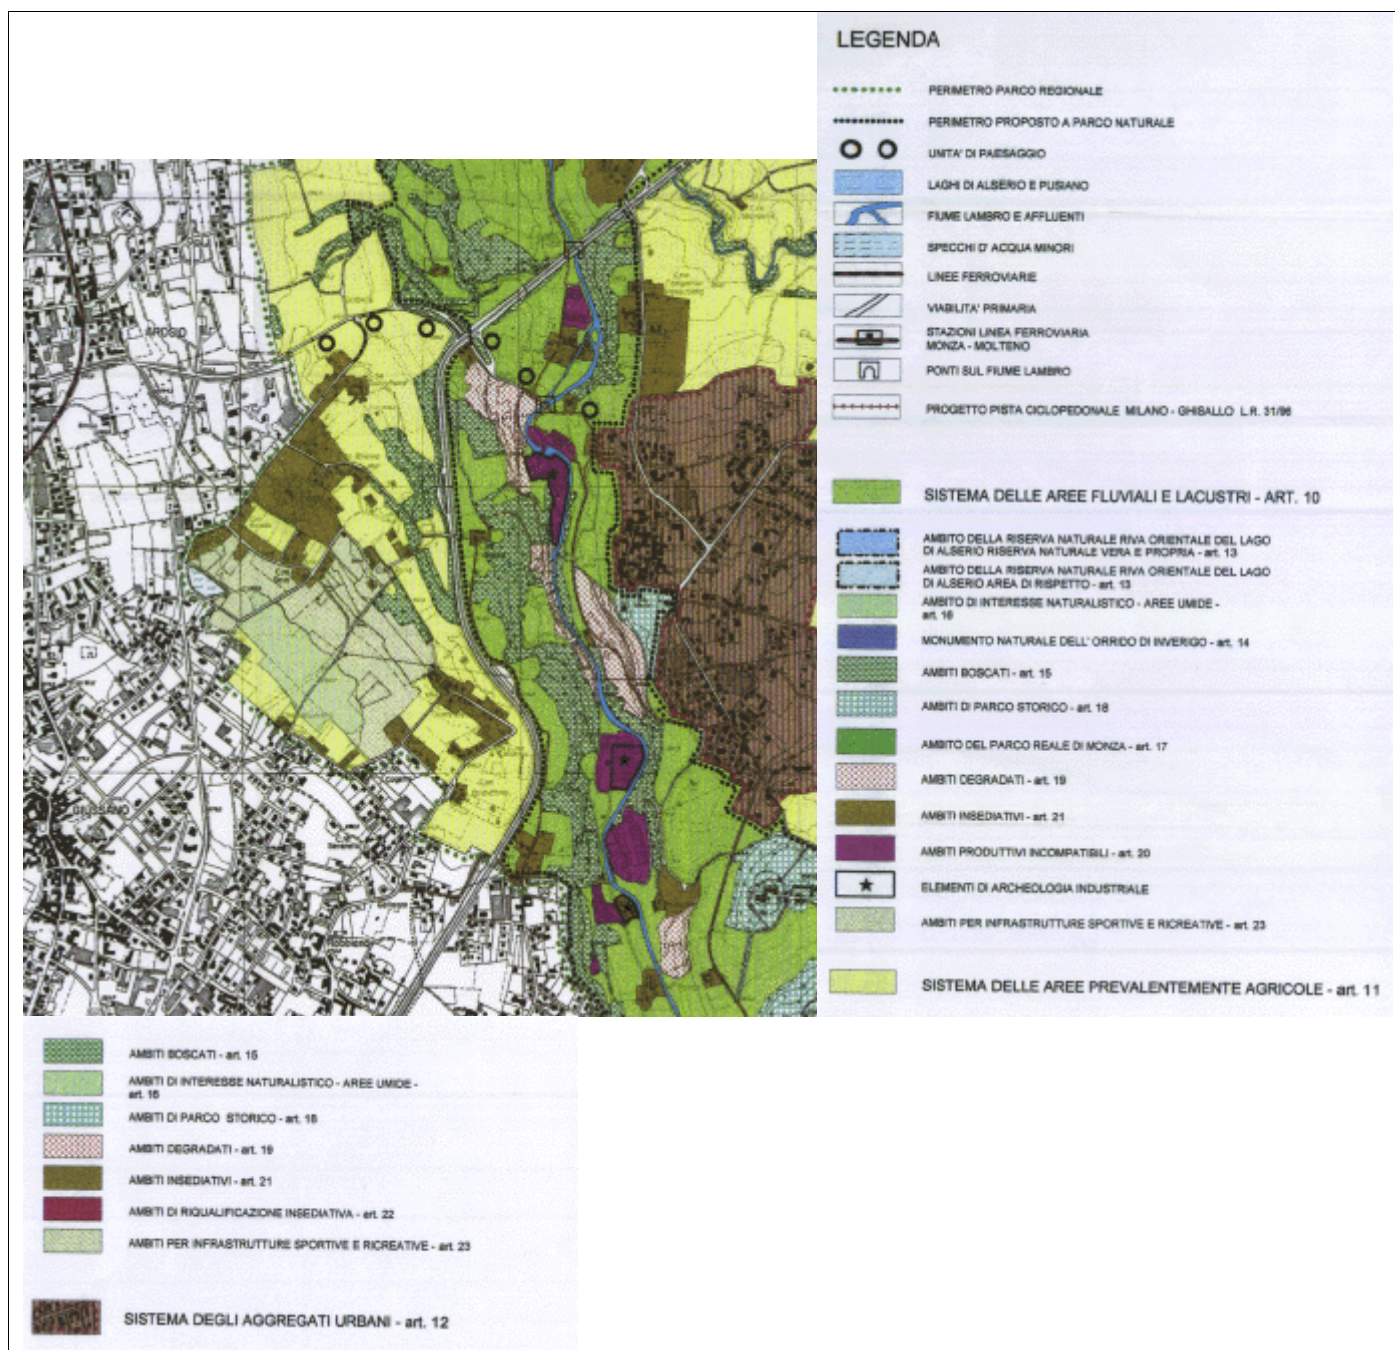 LEGENDA
PERIMETRO PARCO REGIONALE
PERIMETRO PROPOSTO A PARCO NATURALE
UNITA' DI PAESAGGIO
LAGHI DI ALSERIO E PUSIANO
FIUME LAMBRO E AFFLUENTI
SPECCHI D' ACQUA MINORI
LINEE FERROVIARIE
VIABILITA' PRIMARIA
STAZIONI LINEA FERROVIARIA
MONZA - MOLTENO
PONTI SUL FIUME LAMBRO
PROGETTO PISTA CICLOPEDONALE MILANO - GHISALLO L.R. 31/96
SISTEMA DELLE AREE FLUVIALI E LACUSTRI - ART. 10
AMBITO DELLA RISERVA NATURALE RIVA ORIENTALE DEL LAGO
DI ALSERIO RISERVA NATURALE VERA E PROPRIA - art. 13
AMBITO DELLA RISERVA NATURALE RIVA ORIENTALE DEL LAGO
DI ALSERIO AREA DI RISPETTO - art. 13
AMBITO DI INTERESSE NATURALISTICO - AREE UMIDE -
art. 16
MONUMENTO NATURALE DELL' ORRIDO DI INVERIGO - art. 14
AMBITI BOSCATI - art. 15
AMBITI DI PARCO STORICO - art. 18
AMBITO DEL PARCO REALE DI MONZA - art. 17
AMBITI DEGRADATI - art. 19
AMBITI INSEDIATIVI - art. 21
AMBITI PRODUTTIVI INCOMPATIBILI - art. 20
ELEMENTI DI ARCHEOLOGIA INDUSTRIALE
AMBITI PER INFRASTRUTTURE SPORTIVE E RICREATIVE - art. 23
SISTEMA DELLE AREE PREVALENTEMENTE AGRICOLE - art. 11
AROSIO
GIUSSANO
Robbiano
AMBITI BOSCATI - art. 15
AMBITI DI INTERESSE NATURALISTICO - AREE UMIDE -
art. 16
AMBITI DI PARCO STORICO - art. 18
AMBITI DEGRADATI - art. 19
AMBITI INSEDIATIVI - art. 21
AMBITI DI RIQUALIFICAZIONE INSEDIATIVA - art. 22
AMBITI PER INFRASTRUTTURE SPORTIVE E RICREATIVE - art. 23
SISTEMA DEGLI AGGREGATI URBANI - art. 12